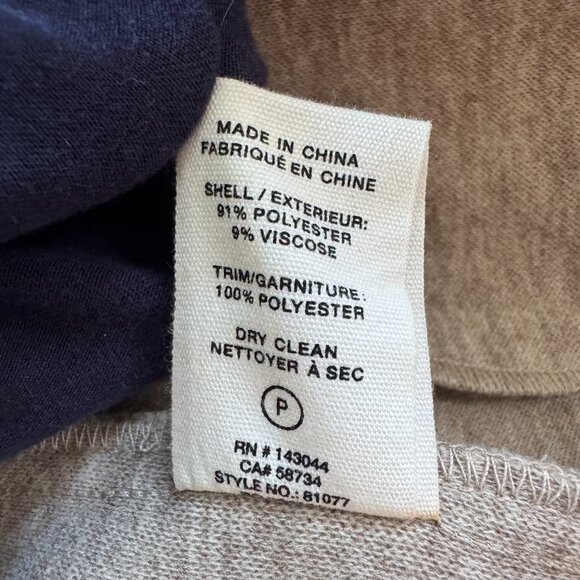 MADE IN CHINA
FABRIQUÉ EN CHINE
SHELL / EXTERIEUR:
91% POLYESTER
9% VISCOSE
TRIM/GARNITURE:
100% POLYESTER
DRY CLEAN
NETTOYER À SEC
P
RN # 143044
CA# 58734
STYLE NO.: 81077